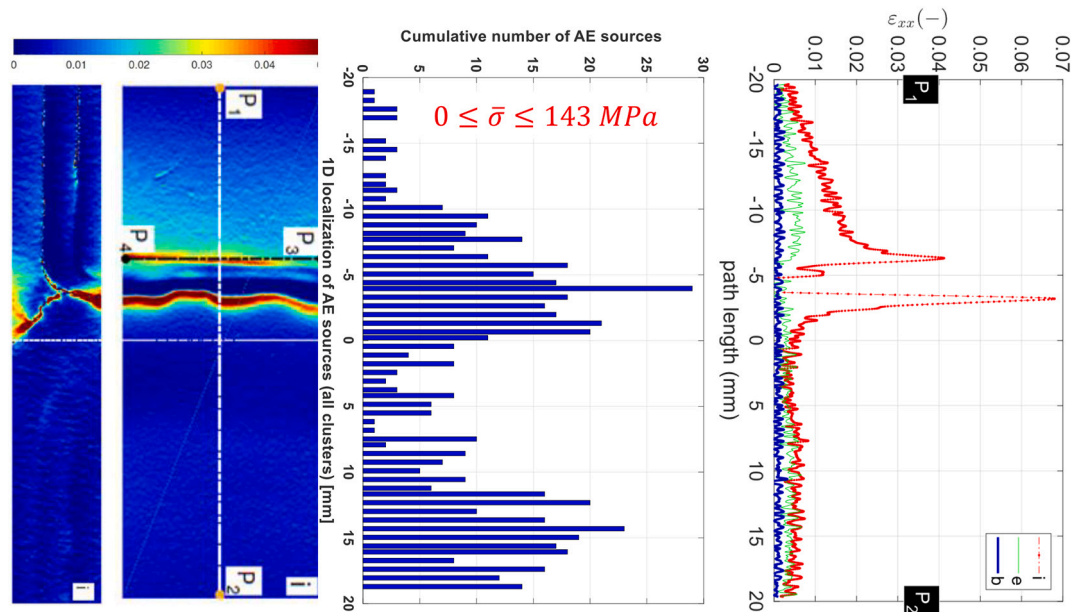 0 0.02 0.03 0.04
0 0.01
P1
P2
P3
P4
i
i
Cumulative number of AE sources
0 5 10 15 20 25 30
0 ≤ σ̄ ≤ 143 MPa
1D localization of AE sources (all clusters) [mm]
-20
-15
-10
-5
0
5
10
15
20
εxx(−)
0 0.01 0.02 0.03 0.04 0.05 0.06 0.07
P1
-20
-15
-10
-5
0
5
10
15
20
path length (mm)
i
e
b
P2